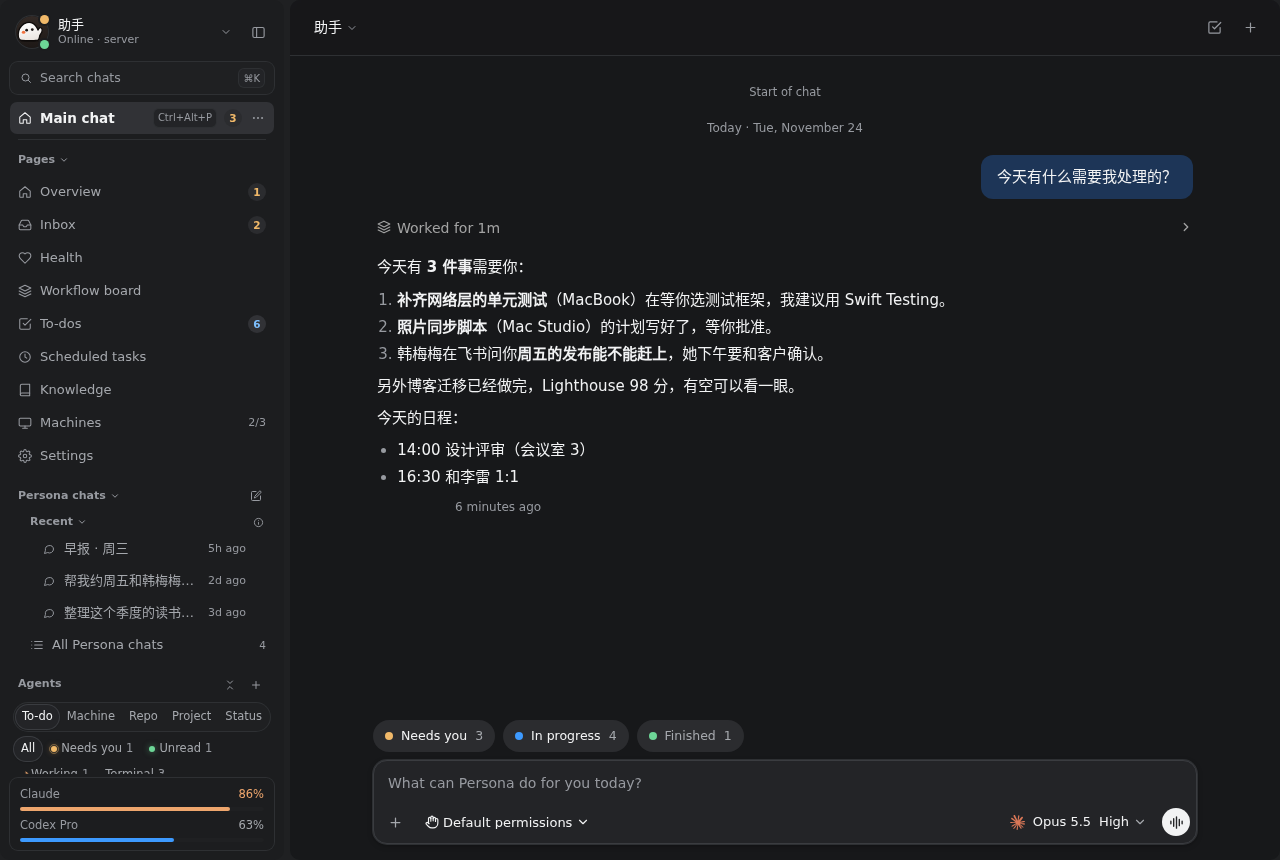 助手
Online · server
Search chats ⌘K
Main chat Ctrl+Alt+P 3
Pages
Overview 1
Inbox 2
Health
Workflow board
To-dos 6
Scheduled tasks
Knowledge
Machines 2/3
Settings
Persona chats
Recent
早报 · 周三 5h ago
帮我约周五和韩梅梅… 2d ago
整理这个季度的读书… 3d ago
All Persona chats 4
Agents
To-do Machine Repo Project Status
All Needs you 1 Unread 1
Working 1 Terminal 3
Claude 86%
Codex Pro 63%
助手
Start of chat
Today · Tue, November 24
今天有什么需要我处理的？
Worked for 1m
今天有 3 件事需要你：
1. 补齐网络层的单元测试（MacBook）在等你选测试框架，我建议用 Swift Testing。
2. 照片同步脚本（Mac Studio）的计划写好了，等你批准。
3. 韩梅梅在飞书问你周五的发布能不能赶上，她下午要和客户确认。
另外博客迁移已经做完，Lighthouse 98 分，有空可以看一眼。
今天的日程：
• 14:00 设计评审（会议室 3）
• 16:30 和李雷 1:1
6 minutes ago
Needs you 3 In progress 4 Finished 1
What can Persona do for you today?
Default permissions Opus 5.5 High